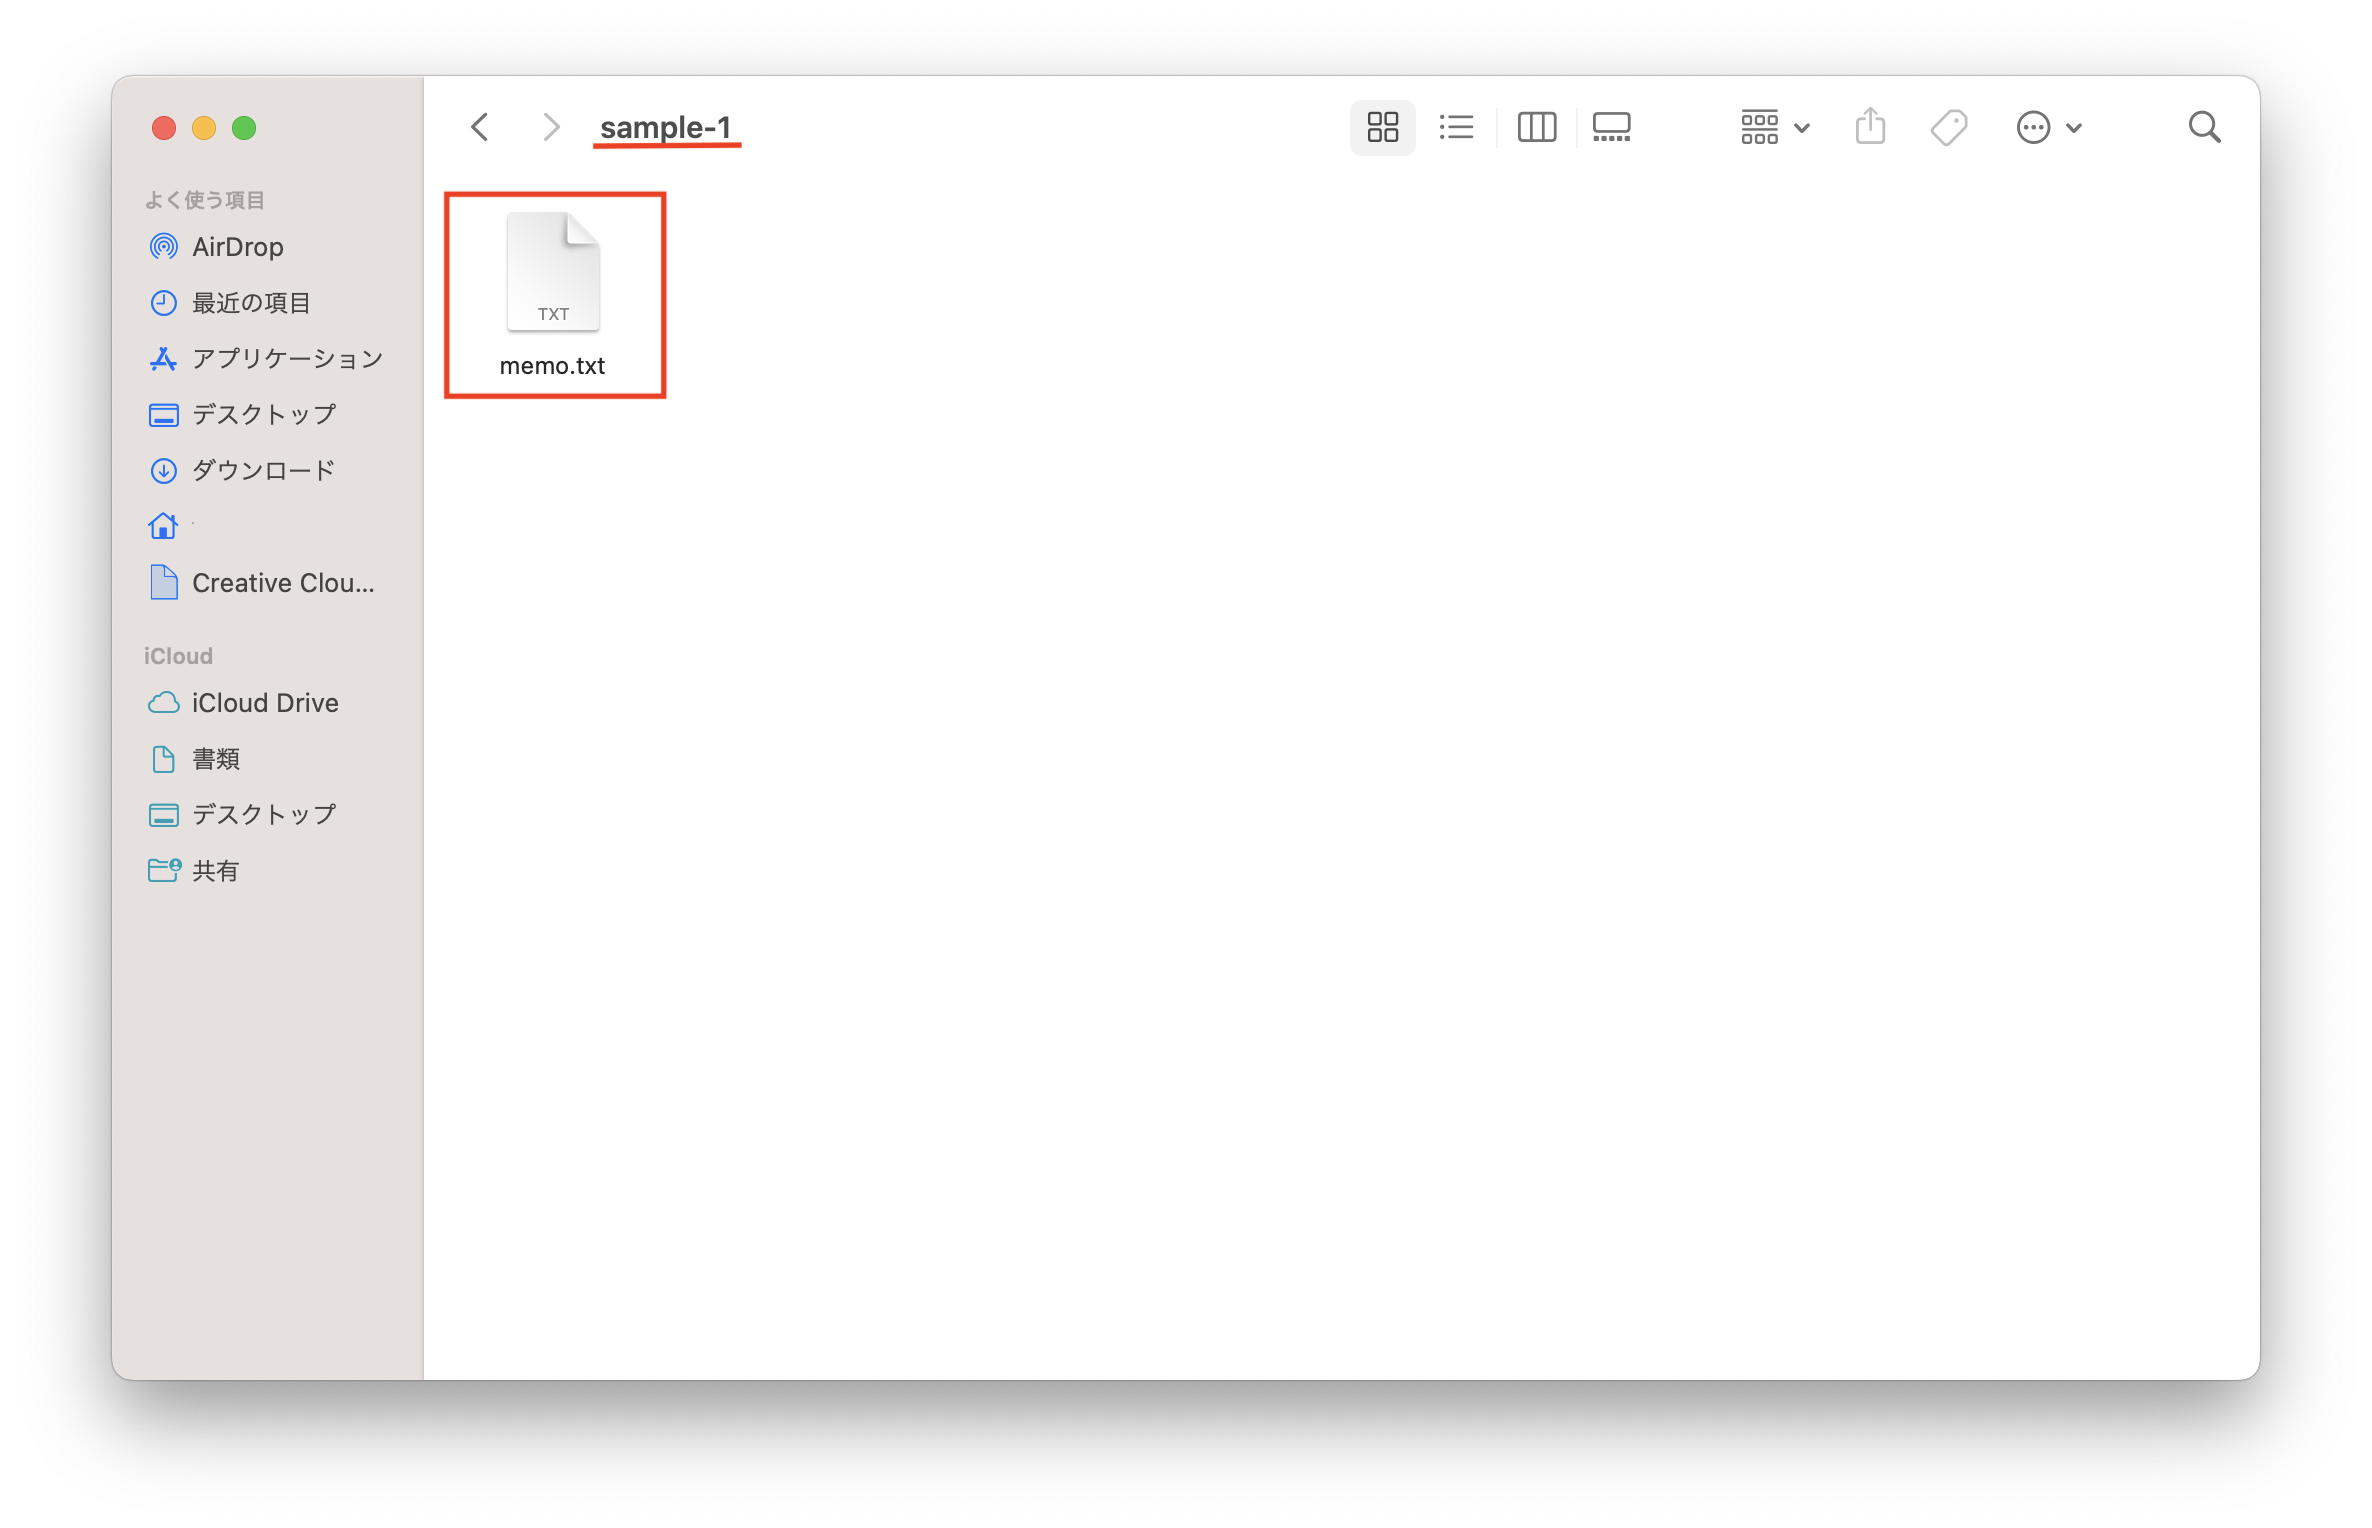 sample-1
よく使う項目
AirDrop
最近の項目
アプリケーション
デスクトップ
ダウンロード
Creative Clou...
iCloud
iCloud Drive
書類
デスクトップ
共有
TXT
memo.txt